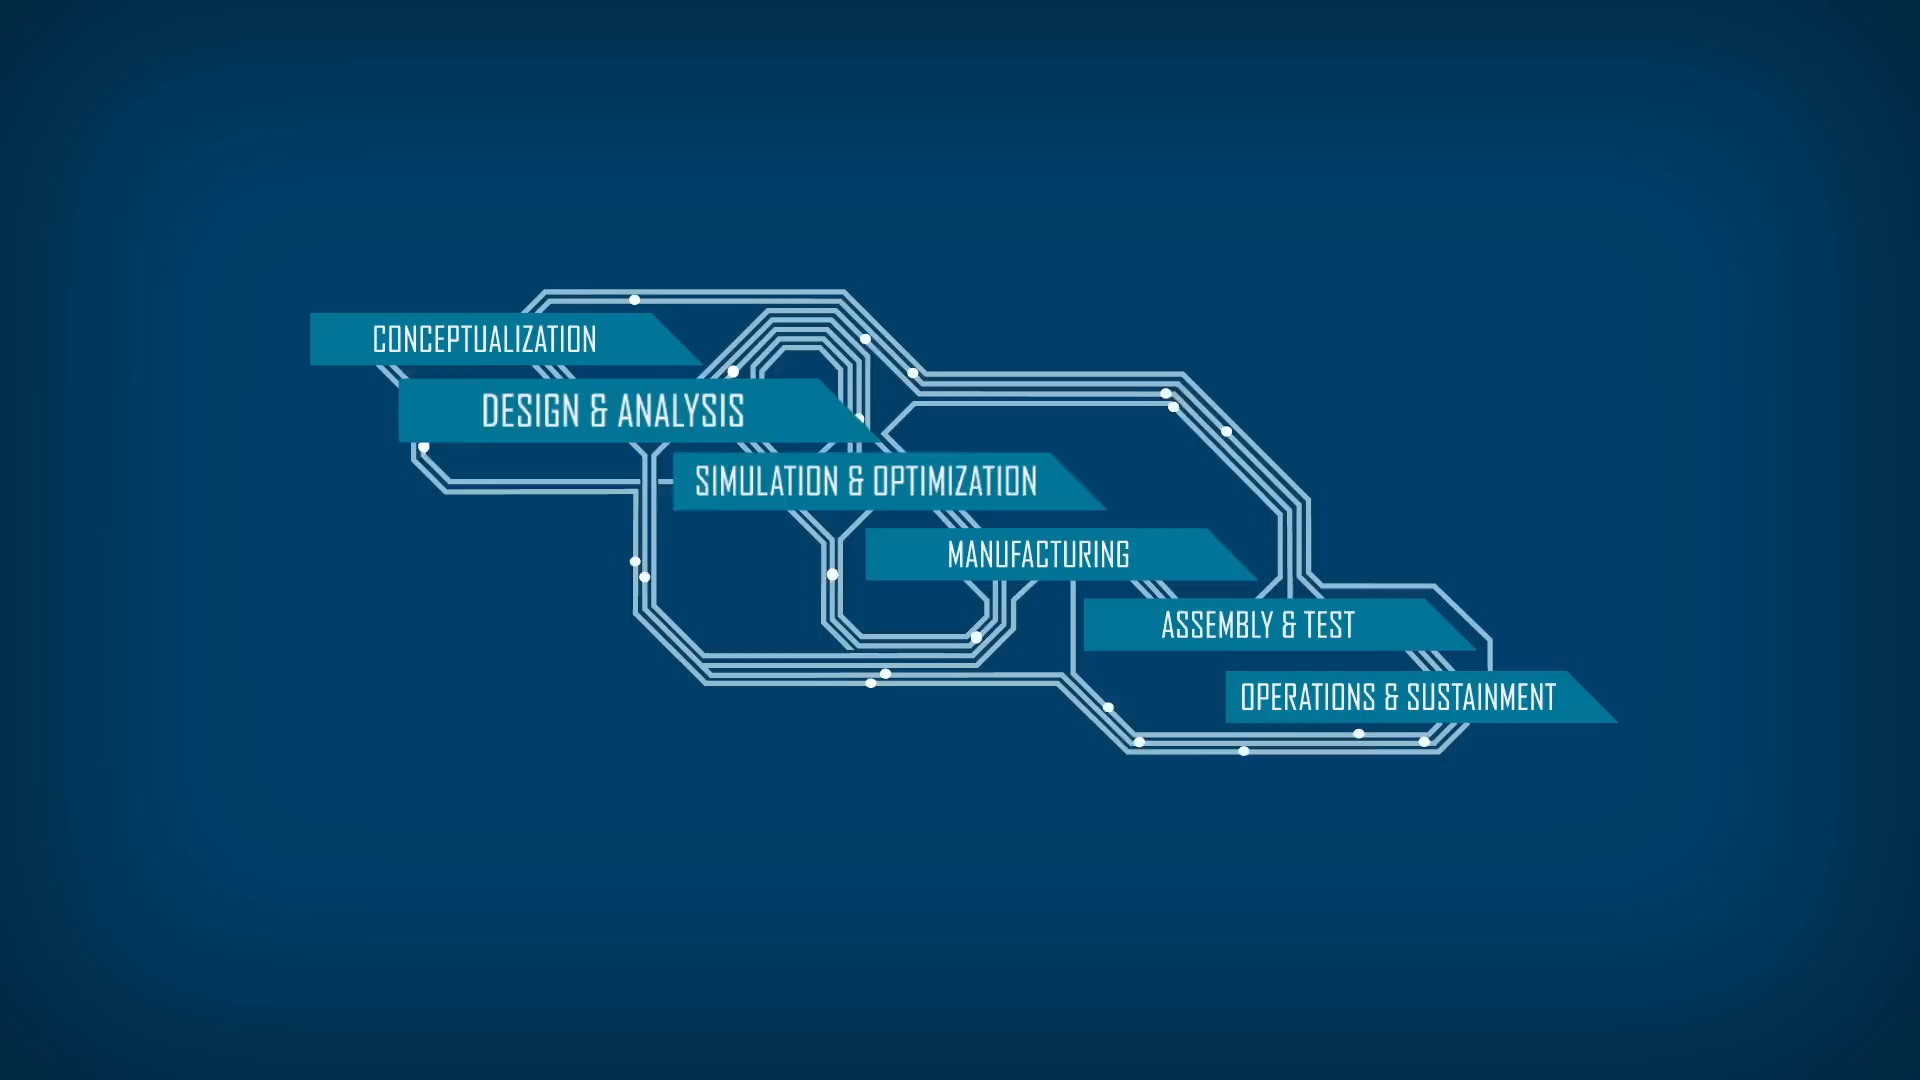 CONCEPTUALIZATION
DESIGN & ANALYSIS
SIMULATION & OPTIMIZATION
MANUFACTURING
ASSEMBLY & TEST
OPERATIONS & SUSTAINMENT